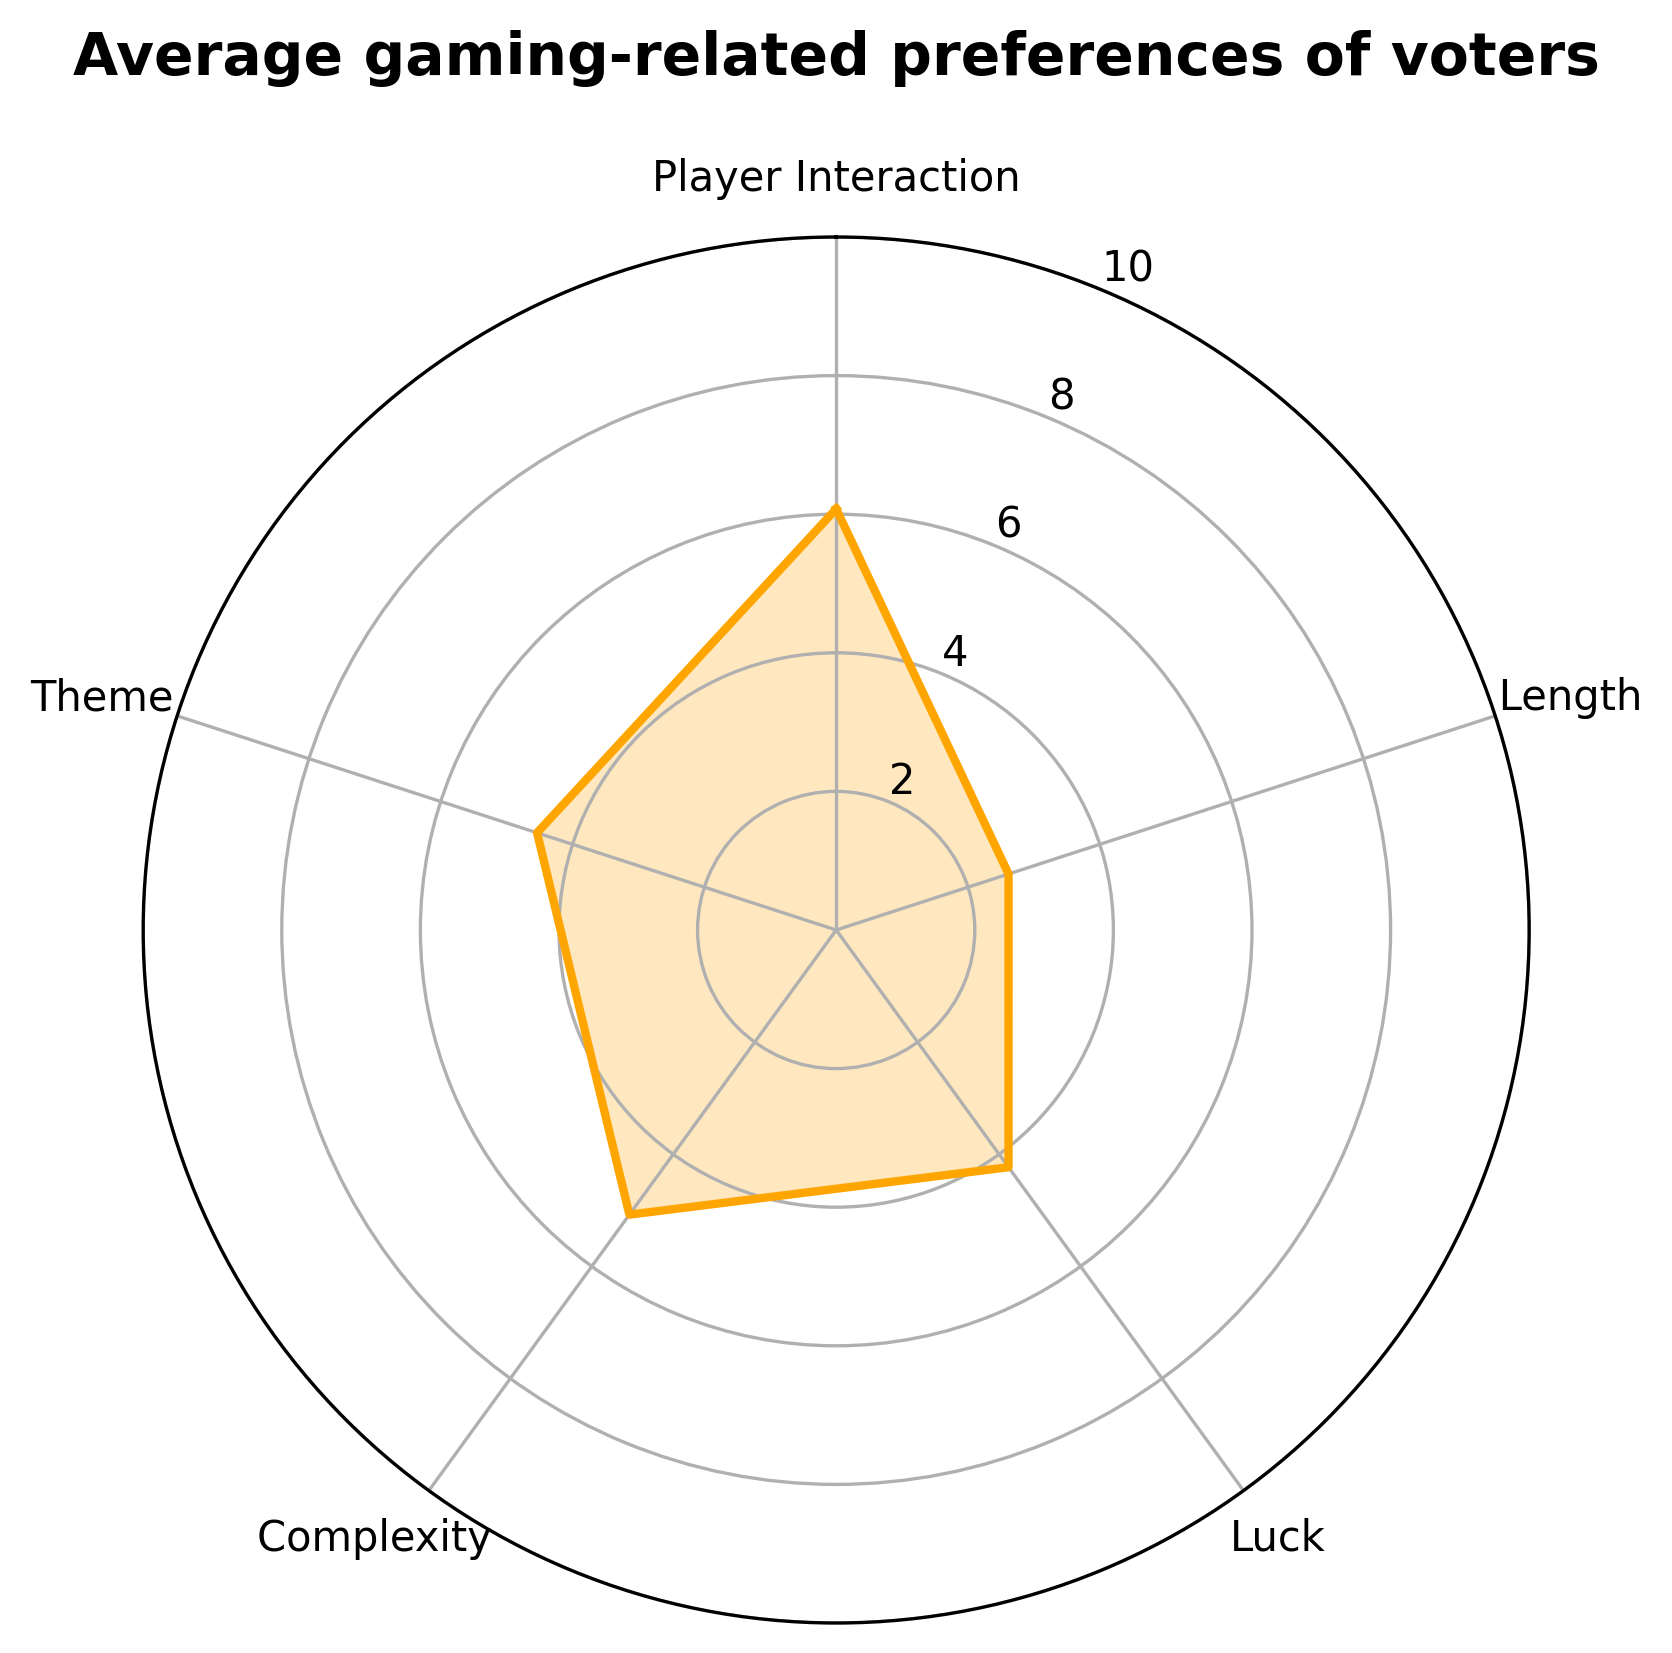 Average gaming-related preferences of voters
Player Interaction
10
8
6
4
2
Theme
Length
Complexity
Luck